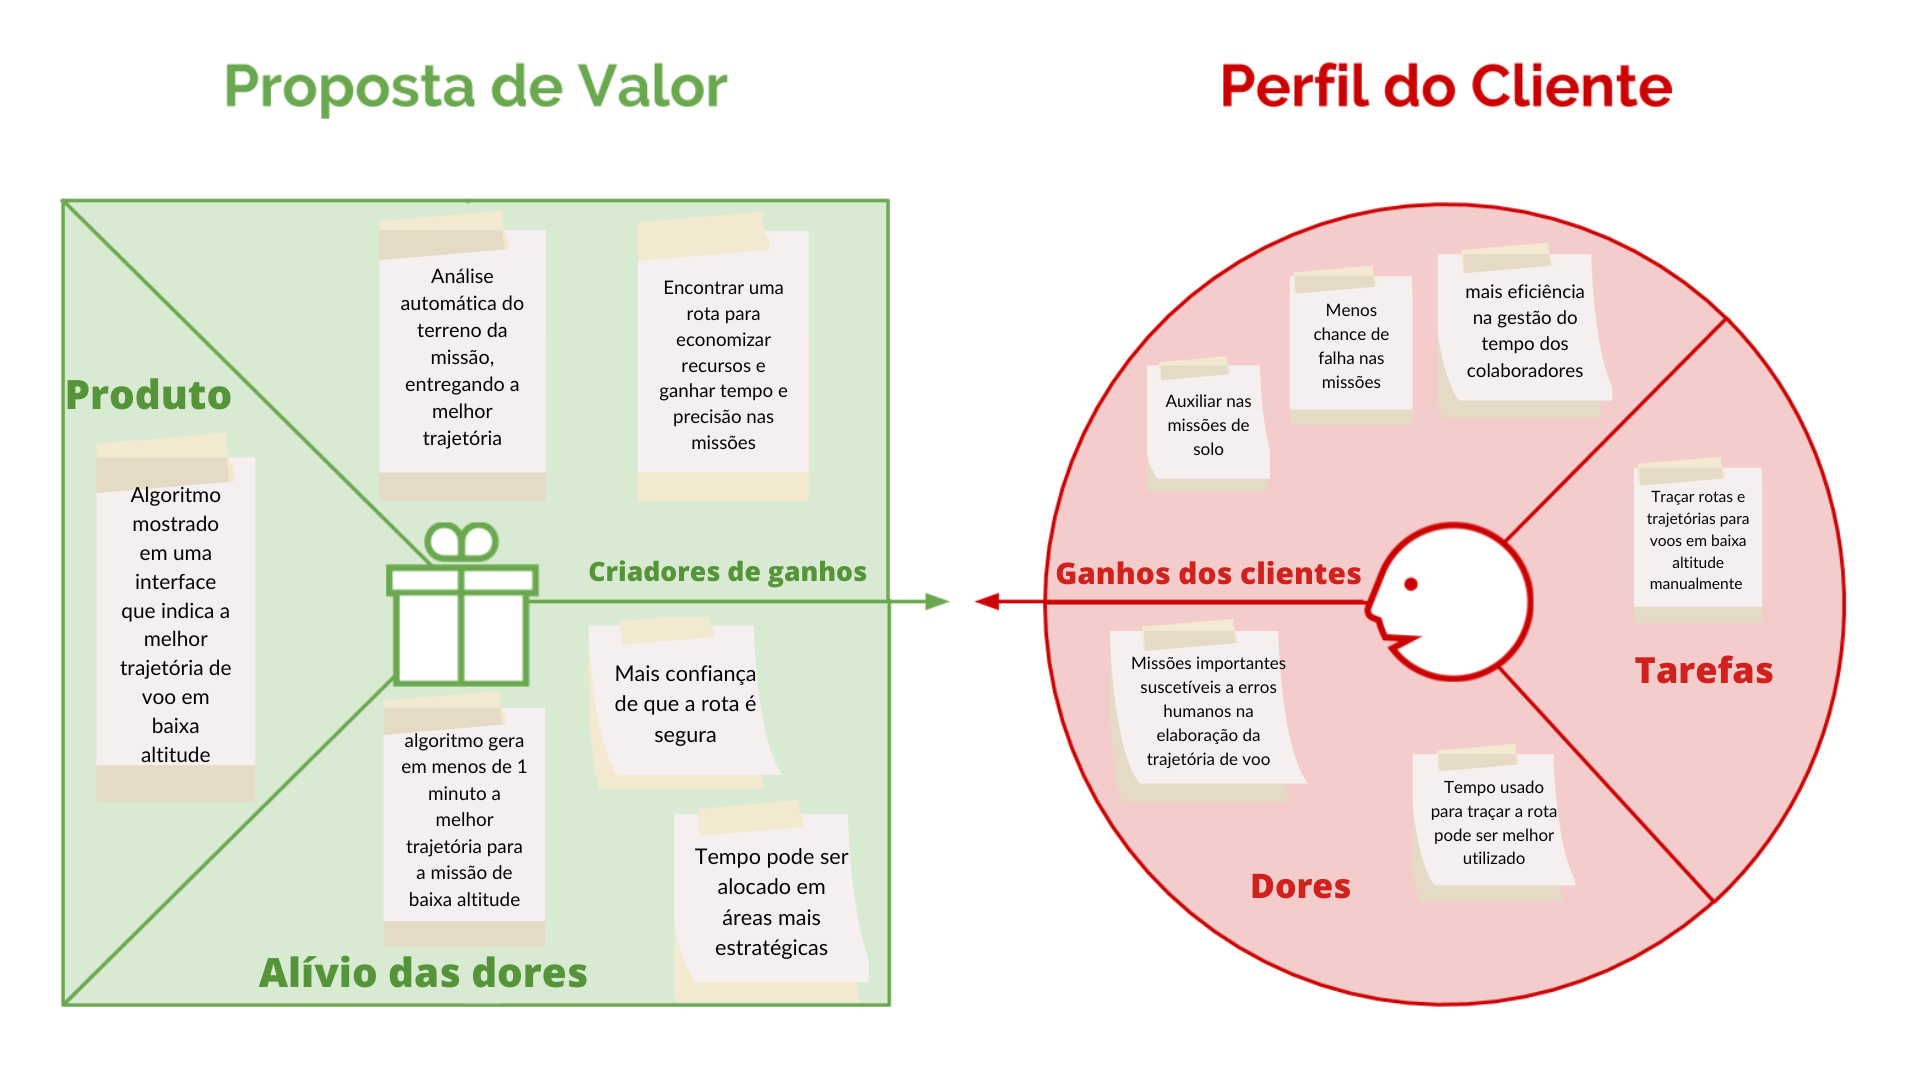 Proposta de Valor
Perfil do Cliente
Análise
automática do
terreno da
missão,
entregando a
melhor
trajetória
Encontrar uma
rota para
economizar
recursos e
ganhar tempo e
precisão nas
missões
Produto
Algoritmo
mostrado
em uma
interface
que indica a
melhor
trajetória de
voo em
baixa
altitude
Criadores de ganhos
algoritmo gera
em menos de 1
minuto a
melhor
trajetória para
a missão de
baixa altitude
Mais confiança
de que a rota é
segura
Tempo pode ser
alocado em
áreas mais
estratégicas
Alívio das dores
Auxiliar nas
missões de
solo
Menos
chance de
falha nas
missões
mais eficiência
na gestão do
tempo dos
colaboradores
Ganhos dos clientes
Traçar rotas e
trajetórias para
voos em baixa
altitude
manualmente
Tarefas
Missões importantes
suscetíveis a erros
humanos na
elaboração da
trajetória de voo
Tempo usado
para traçar a rota
pode ser melhor
utilizado
Dores